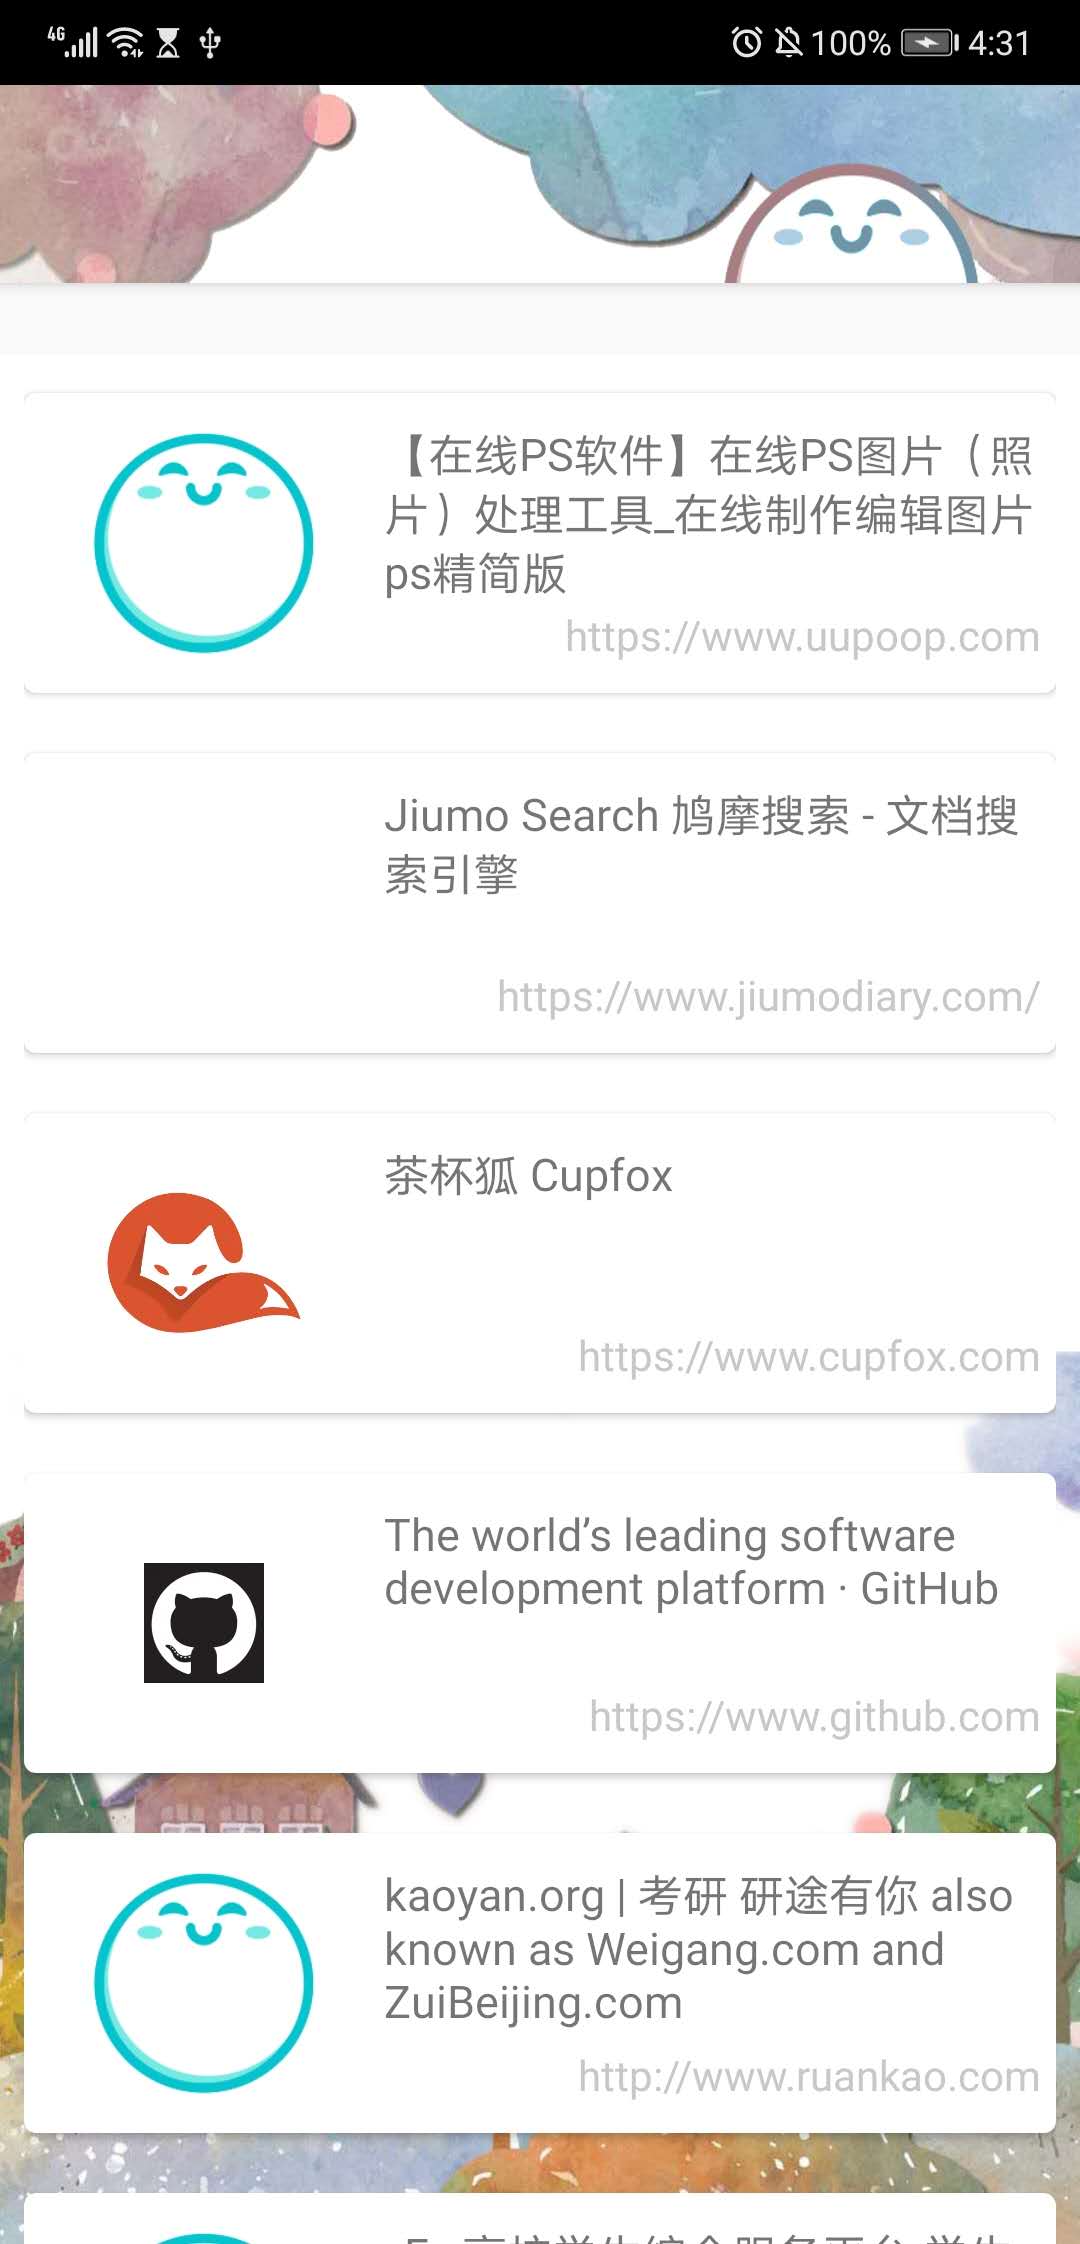 4G 100% 4:31
【在线PS软件】在线PS图片（照
片）处理工具_在线制作编辑图片
ps精简版
https://www.uupoop.com
Jiumo Search 鸠摩搜索 - 文档搜
索引擎
https://www.jiumodiary.com/
茶杯狐 Cupfox
https://www.cupfox.com
The world’s leading software
development platform · GitHub
https://www.github.com
kaoyan.org | 考研 研途有你 also
known as Weigang.com and
ZuiBeijing.com
http://www.ruankao.com